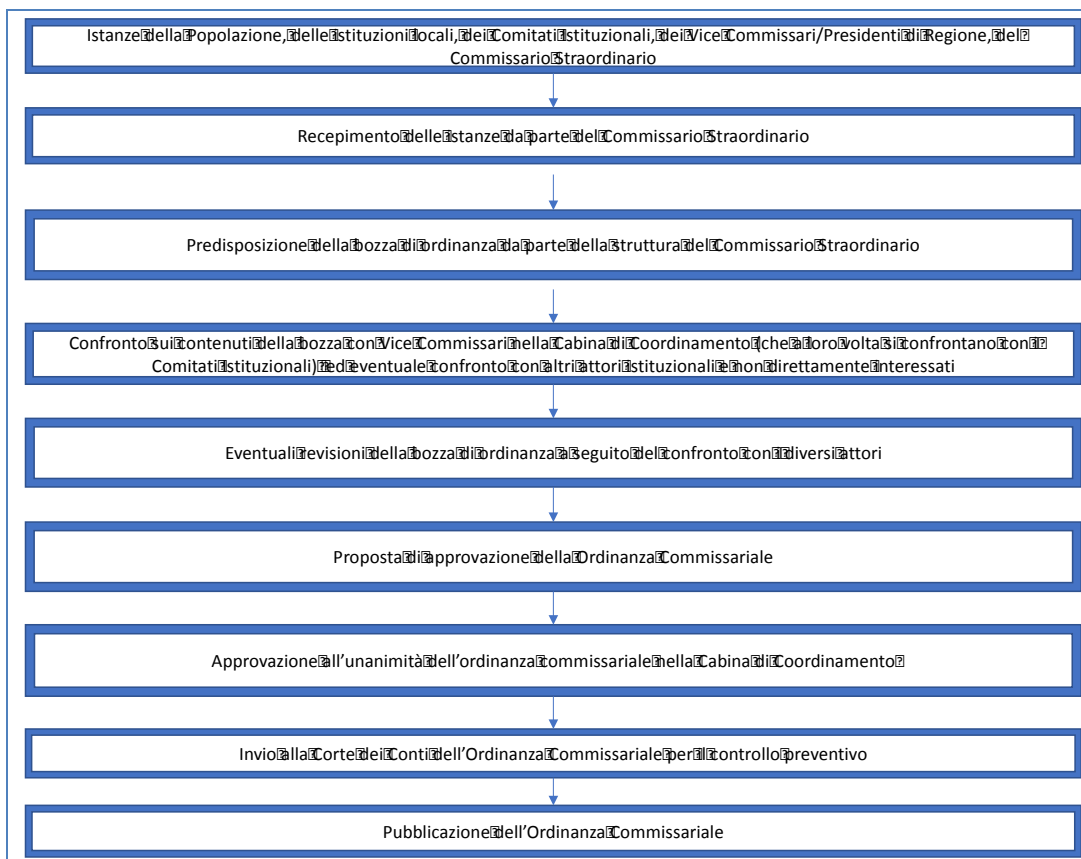 Istanze della Popolazione, delle Istituzioni locali, dei Comitati Istituzionali, dei Vice Commissari/Presidenti di Regione, del
Commissario Straordinario
Recepimento delle Istanze da parte del Commissario Straordinario
Predisposizione della bozza di ordinanza da parte della struttura del Commissario Straordinario
Confronto sui contenuti della bozza con Vice Commissari nella Cabina di Coordinamento (che a loro volta si confrontano con i
Comitati Istituzionali) ed eventuale confronto con altri attori istituzionali e non direttamente interessati
Eventuali revisioni della bozza di ordinanza a seguito del confronto con i diversi attori
Proposta di approvazione della Ordinanza Commissariale
Approvazione all'unanimità dell'ordinanza commissariale nella Cabina di Coordinamento
Invio alla Corte dei Conti dell'Ordinanza Commissariale per il controllo preventivo
Pubblicazione dell'Ordinanza Commissariale